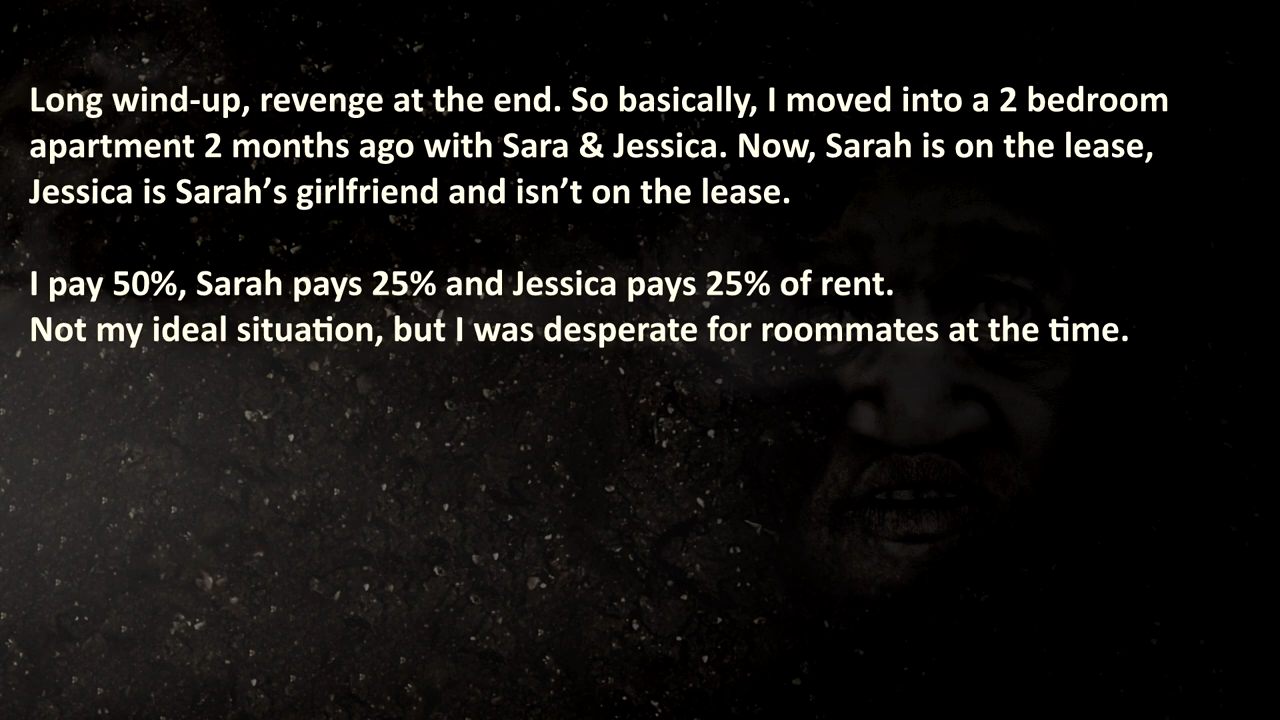 Long wind-up, revenge at the end. So basically, I moved into a 2 bedroom
apartment 2 months ago with Sara & Jessica. Now, Sarah is on the lease,
Jessica is Sarah’s girlfriend and isn’t on the lease.
I pay 50%, Sarah pays 25% and Jessica pays 25% of rent.
Not my ideal situation, but I was desperate for roommates at the time.